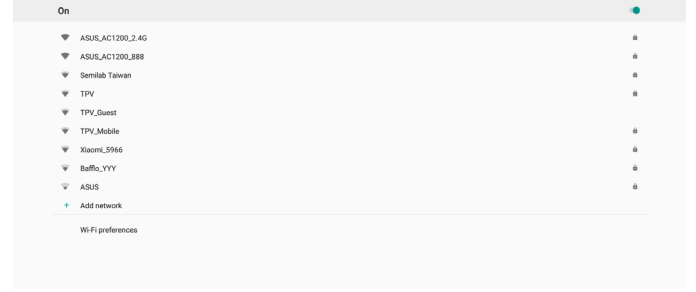 On
ASUS_AC1200_2.4G
ASUS_AC1200_888
Semilab Taiwan
TPV
TPV_Guest
TPV_Mobile
Xiaomi_5966
Bafflo_YYY
ASUS
+ Add network
Wi-Fi preferences